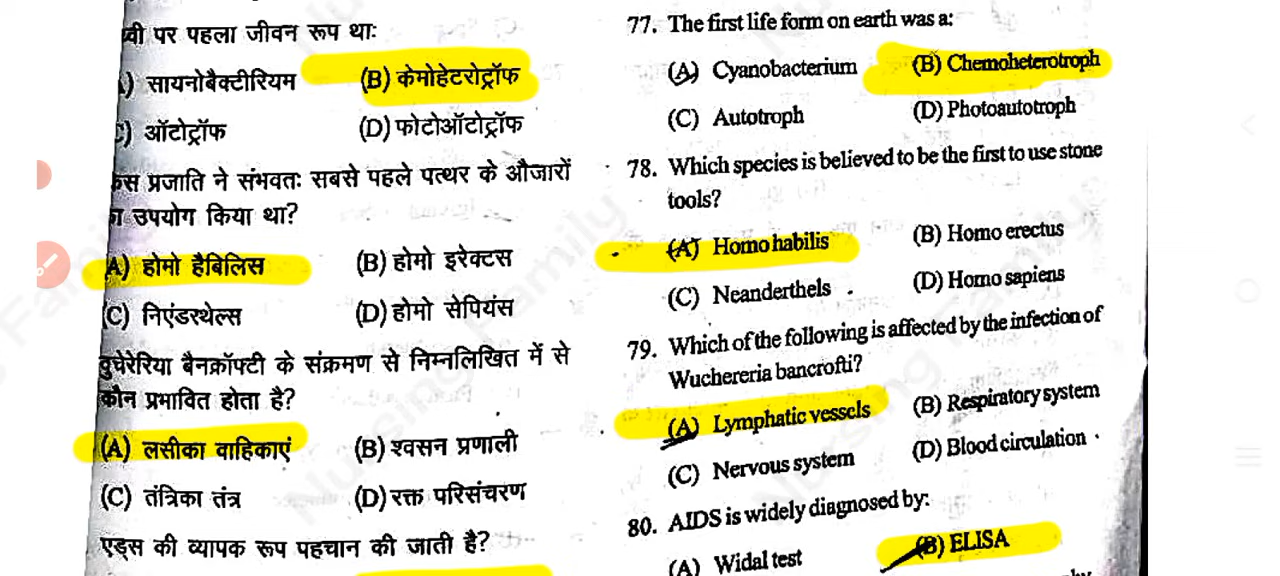 पर पहला जीवन रूप था:
सायनोबैक्टीरियम (B) केमोहेटरोट्रॉफ
ऑटोट्रॉफ (D) फोटोऑटोट्रॉफ
प्रजाति ने संभवतः सबसे पहले पत्थर के औजारों
उपयोग किया था?
A) होमो हैबिलिस (B) होमो इरेक्टस
(C) निएंडरथेल्स (D) होमो सेपियंस
वुचेरेरिया बैनक्रॉफ्टी के संक्रमण से निम्नलिखित में से
कौन प्रभावित होता है?
(A) लसीका वाहिकाएं (B) श्वसन प्रणाली
(C) तंत्रिका तंत्र (D) रक्त परिसंचरण
एड्स की व्यापक रूप पहचान की जाती है?
77. The first life form on earth was a:
(A) Cyanobacterium (B) Chemoheterotroph
(C) Autotroph (D) Photoautotroph
78. Which species is believed to be the first to use stone
tools?
(A) Homo habilis (B) Homo erectus
(C) Neanderthels (D) Homo sapiens
79. Which of the following is affected by the infection of
Wuchereria bancrofti?
(A) Lymphatic vessels (B) Respiratory system
(C) Nervous system (D) Blood circulation
80. AIDS is widely diagnosed by:
(A) Widal test (B) ELISA
Nursing Family